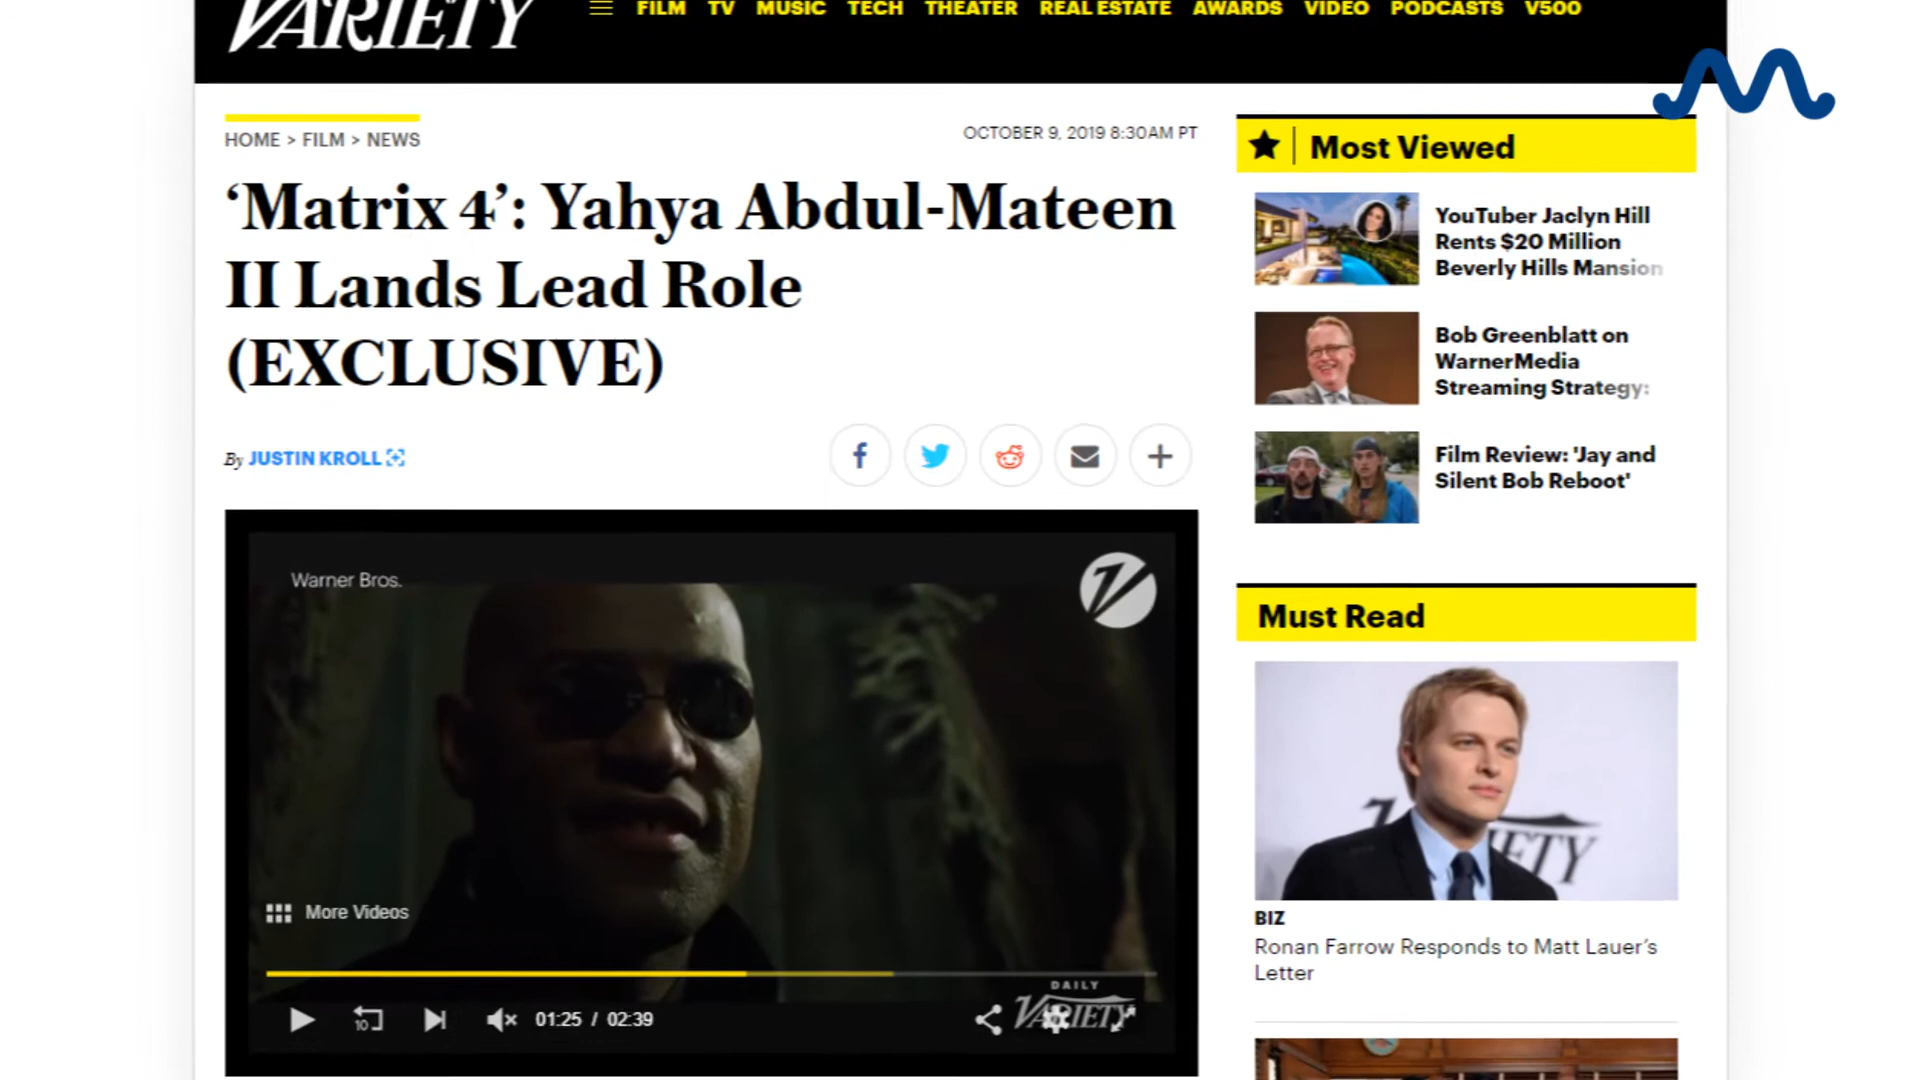 VARIETY
FILM TV MUSIC TECH THEATER REAL ESTATE AWARDS VIDEO PODCASTS V500
HOME > FILM > NEWS
OCTOBER 9, 2019 8:30AM PT
‘Matrix 4’: Yahya Abdul-Mateen
II Lands Lead Role
(EXCLUSIVE)
By JUSTIN KROLL
Warner Bros.
More Videos
01:25 / 02:39
DAILY
VARIETY
Most Viewed
YouTuber Jaclyn Hill
Rents $20 Million
Beverly Hills Mansion
Bob Greenblatt on
WarnerMedia
Streaming Strategy:
Film Review: 'Jay and
Silent Bob Reboot'
Must Read
BIZ
Ronan Farrow Responds to Matt Lauer’s
Letter